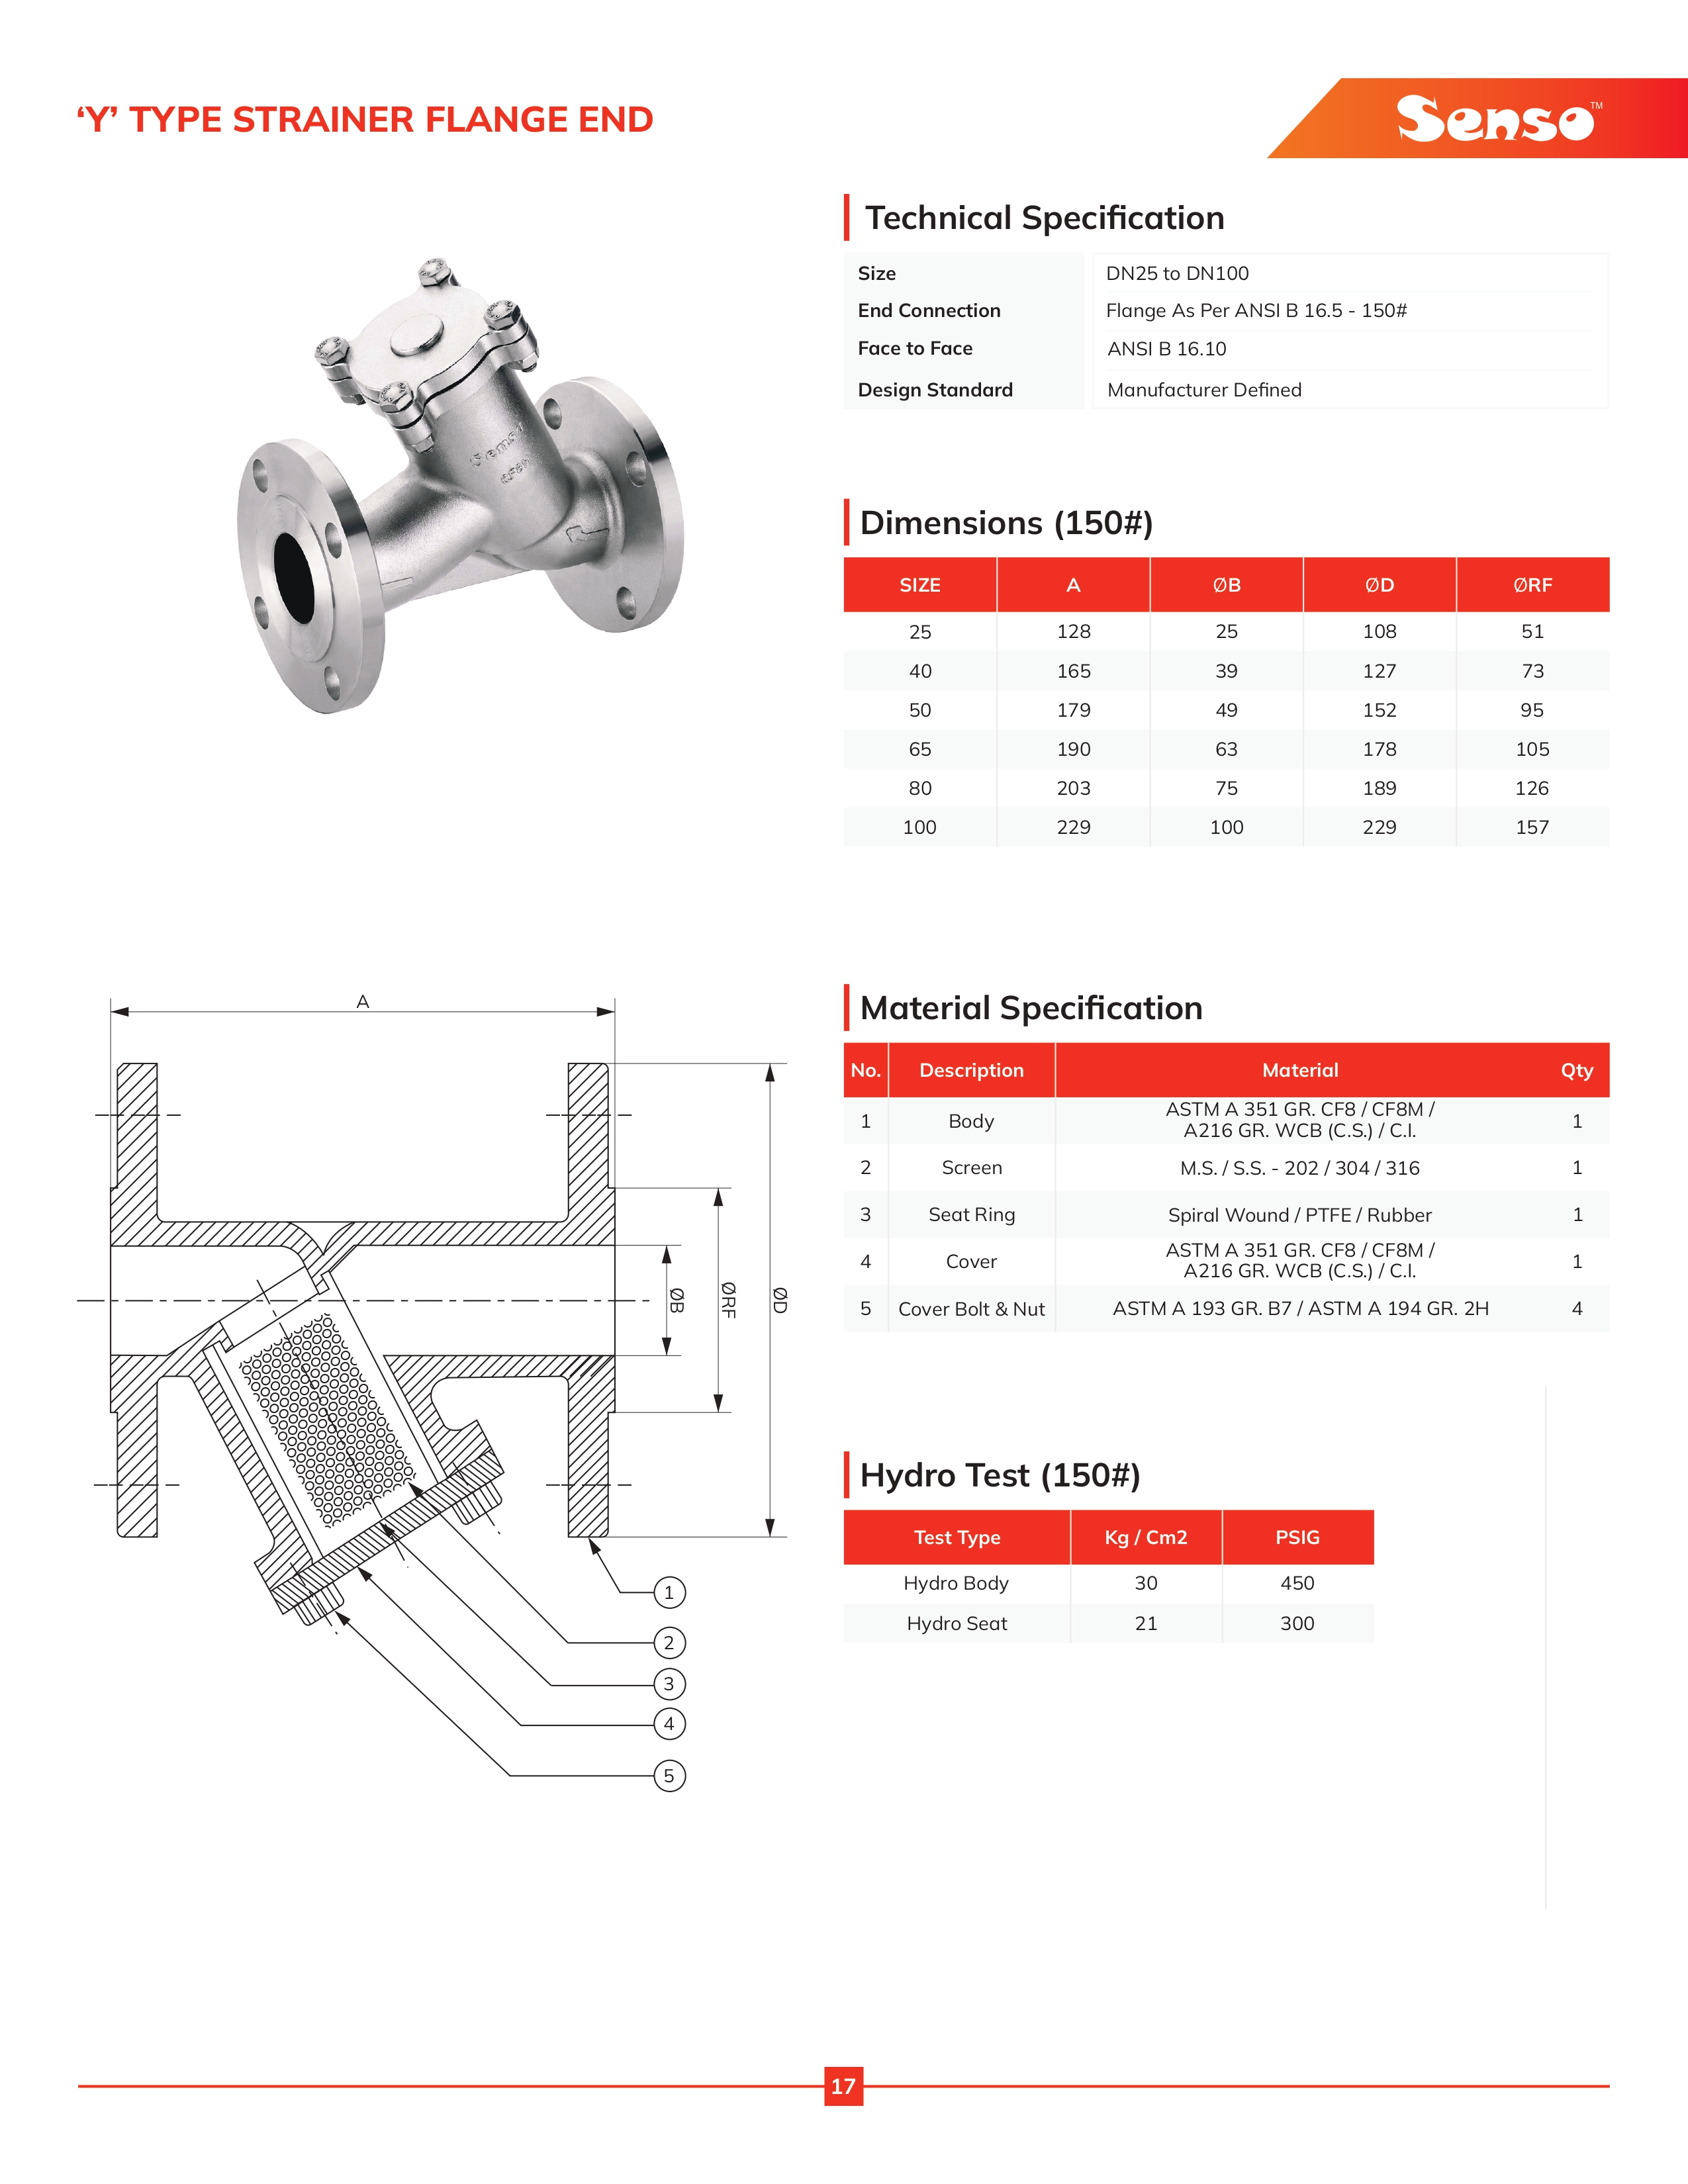 ‘Y’ TYPE STRAINER FLANGE END
Senso™
Technical Specification
Size DN25 to DN100
End Connection Flange As Per ANSI B 16.5 - 150#
Face to Face ANSI B 16.10
Design Standard Manufacturer Defined
Dimensions (150#)
SIZE A ØB ØD ØRF
25 128 25 108 51
40 165 39 127 73
50 179 49 152 95
65 190 63 178 105
80 203 75 189 126
100 229 100 229 157
A
ØB
ØRF
ØD
1
2
3
4
5
Material Specification
No. Description Material Qty
1 Body ASTM A 351 GR. CF8 / CF8M /
A216 GR. WCB (C.S.) / C.I. 1
2 Screen M.S. / S.S. - 202 / 304 / 316 1
3 Seat Ring Spiral Wound / PTFE / Rubber 1
4 Cover ASTM A 351 GR. CF8 / CF8M /
A216 GR. WCB (C.S.) / C.I. 1
5 Cover Bolt & Nut ASTM A 193 GR. B7 / ASTM A 194 GR. 2H 4
Hydro Test (150#)
Test Type Kg / Cm2 PSIG
Hydro Body 30 450
Hydro Seat 21 300
17